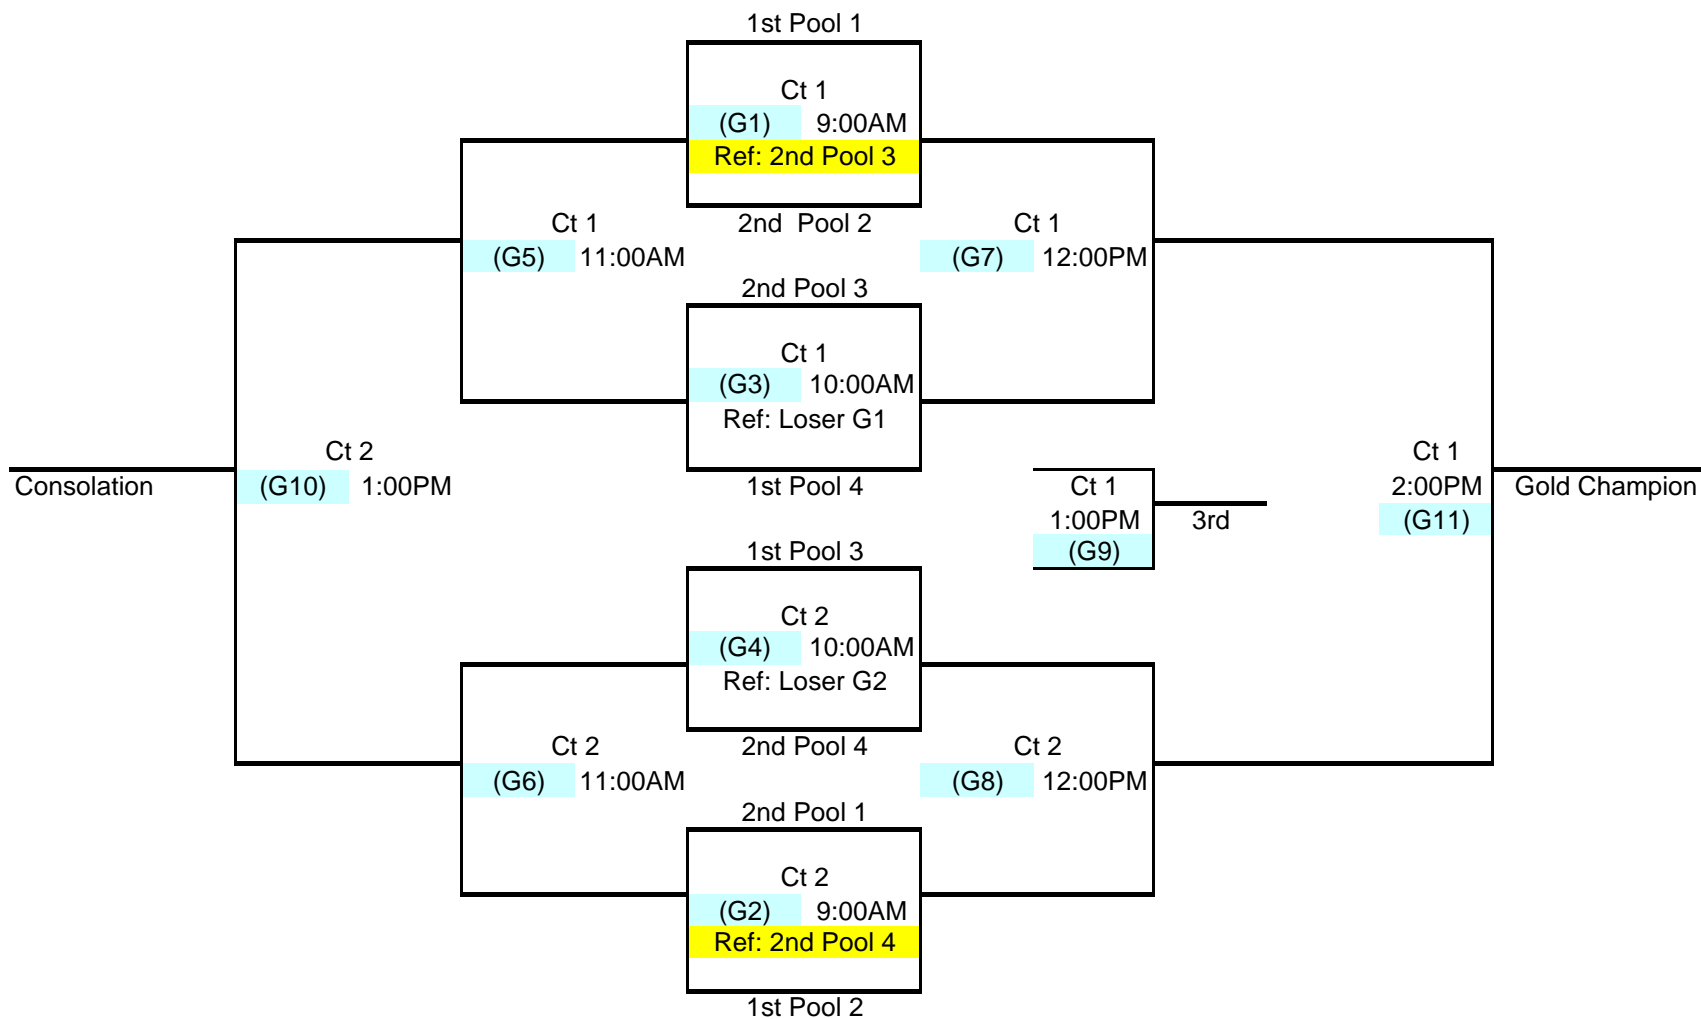 1st Pool 1
Ct 1
(G1) 9:00AM
Ref: 2nd Pool 3
2nd  Pool 2
Ct 1
(G5) 11:00AM
Ct 1
(G7) 12:00PM
2nd Pool 3
Ct 1
(G3) 10:00AM
Ref: Loser G1
1st Pool 4
Ct 2
(G10) 1:00PM
Consolation
Ct 1
1:00PM
(G9)
3rd
Ct 1
2:00PM
(G11)
Gold Champion
1st Pool 3
Ct 2
(G4) 10:00AM
Ref: Loser G2
2nd Pool 4
Ct 2
(G6) 11:00AM
Ct 2
(G8) 12:00PM
2nd Pool 1
Ct 2
(G2) 9:00AM
Ref: 2nd Pool 4
1st Pool 2